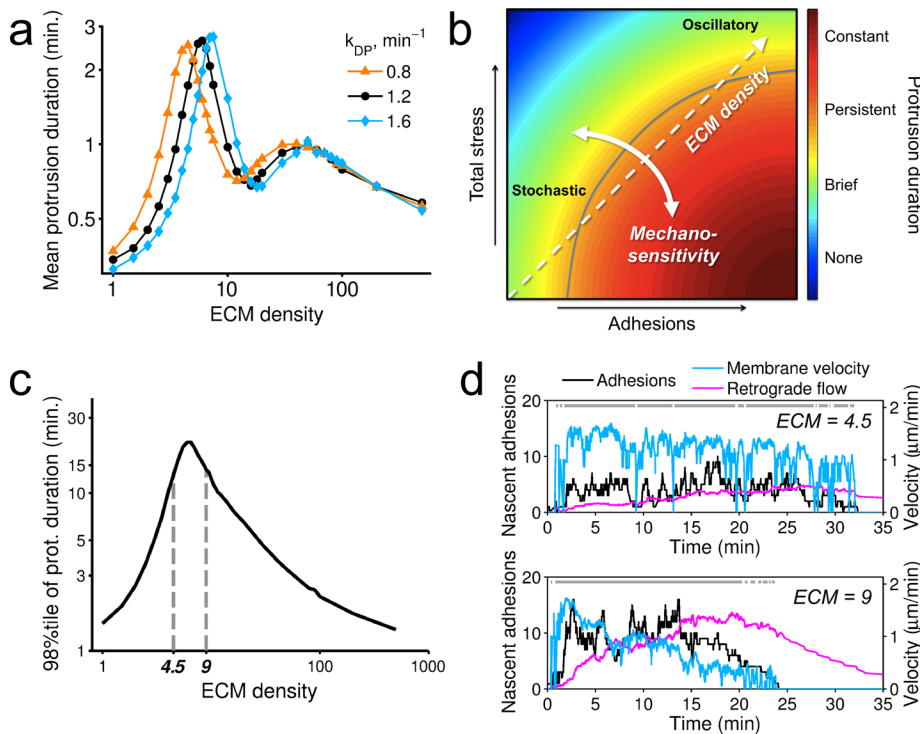 a
Mean protrusion duration (min.)
3
2
1
0.5
k_DP, min⁻¹
0.8
1.2
1.6
1
10
100
ECM density
b
Total stress
Oscillatory
ECM density
Stochastic
Mechano-
sensitivity
Adhesions
Constant
Persistent
Brief
None
Protrusion duration
c
98%tile of prot. duration (min.)
30
15
10
5
3
1
1
4.5
9
100
1000
ECM density
d
Adhesions
Membrane velocity
Retrograde flow
Nascent adhesions
20
10
0
ECM = 4.5
2
1
0
Velocity (µm/min)
0 5 10 15 20 25 30 35
Time (min)
Nascent adhesions
20
10
0
ECM = 9
2
1
0
Velocity (µm/min)
0 5 10 15 20 25 30 35
Time (min)